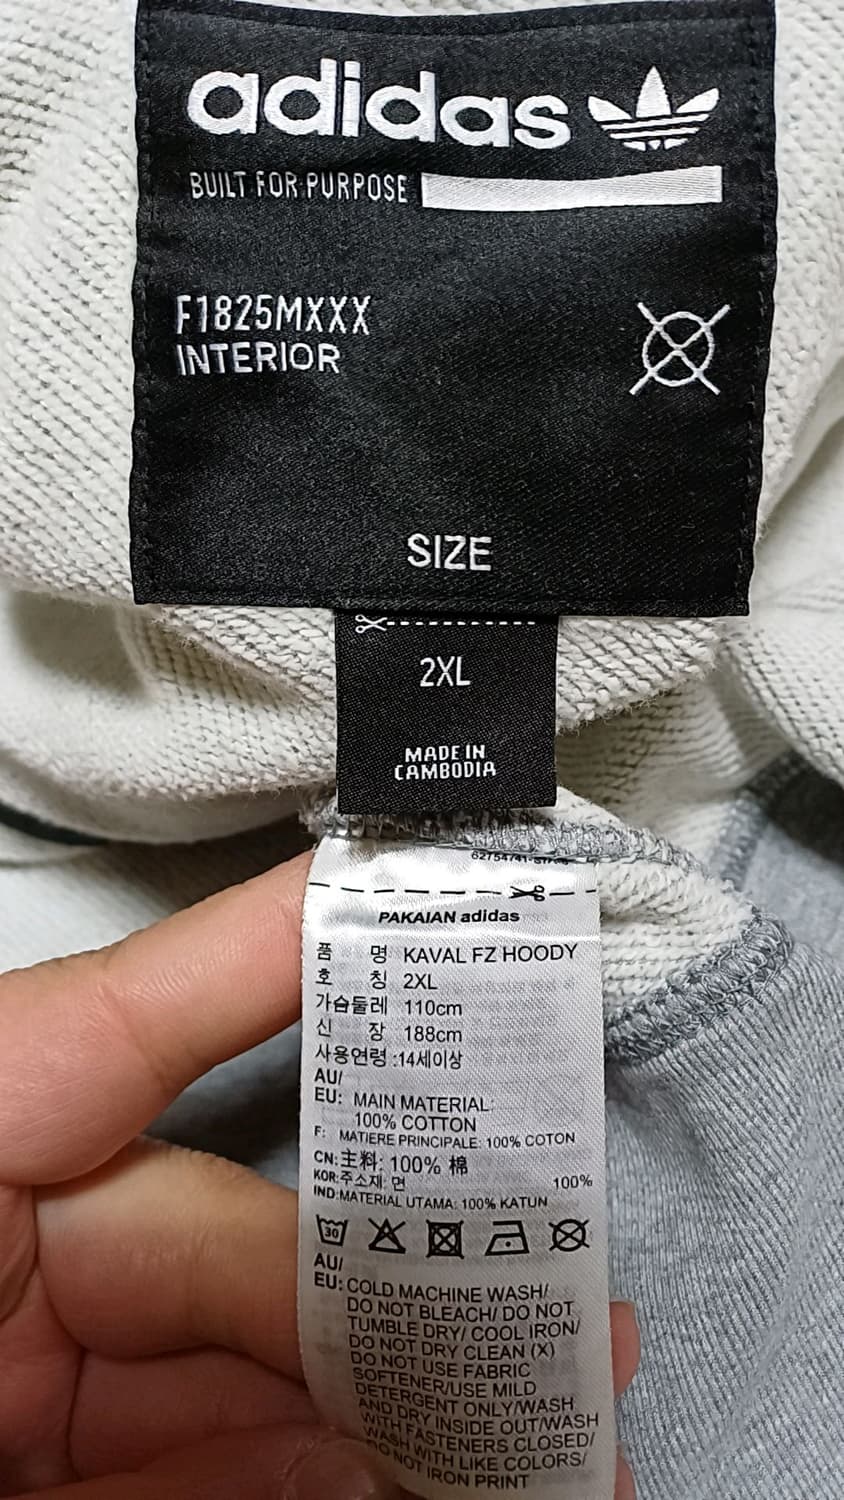 adidas
BUILT FOR PURPOSE
F1825MXXX
INTERIOR
SIZE
2XL
MADE IN
CAMBODIA
PAKAIAN adidas
품 명 KAVAL FZ HOODY
호 칭 2XL
가슴둘레 110cm
신 장 188cm
사용연령 :14세이상
AU/
EU: MAIN MATERIAL:
100% COTTON
F: MATIERE PRINCIPALE: 100% COTON
CN:主料: 100% 棉
KOR:주소재: 면 100%
IND:MATERIAL UTAMA: 100% KATUN
30
AU/
EU: COLD MACHINE WASH/
DO NOT BLEACH/ DO NOT
TUMBLE DRY/ COOL IRON/
DO NOT DRY CLEAN (X)
DO NOT USE FABRIC
SOFTENER/USE MILD
DETERGENT ONLY/WASH
AND DRY INSIDE OUT/WASH
WITH FASTENERS CLOSED/
WASH WITH LIKE COLORS/
DO NOT IRON PRINT